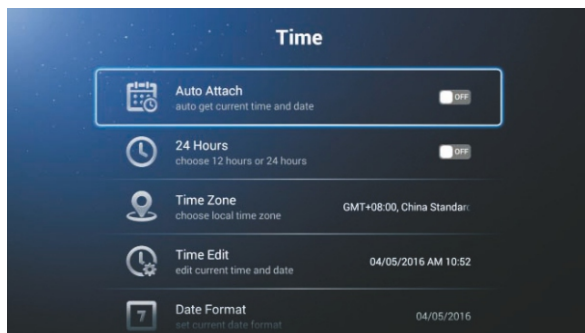 Time
Auto Attach
auto get current time and date
OFF
24 Hours
choose 12 hours or 24 hours
OFF
Time Zone
choose local time zone
GMT+08:00, China Standard
Time Edit
edit current time and date
04/05/2016 AM 10:52
7
Date Format
set current date format
04/05/2016